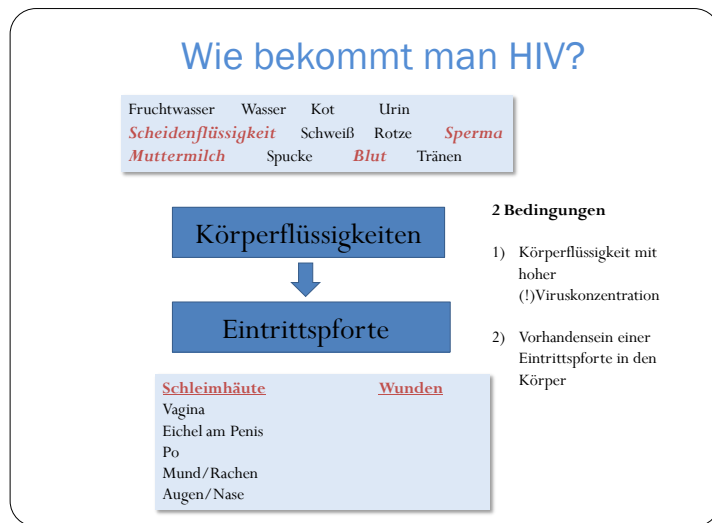 Wie bekommt man HIV?
Fruchtwasser Wasser Kot Urin
Scheidenflüssigkeit Schweiß Rotze Sperma
Muttermilch Spucke Blut Tränen
Körperflüssigkeiten
Eintrittspforte
2 Bedingungen
1) Körperflüssigkeit mit
hoher
(!)Viruskonzentration
2) Vorhandensein einer
Eintrittspforte in den
Körper
Schleimhäute Wunden
Vagina
Eichel am Penis
Po
Mund/Rachen
Augen/Nase